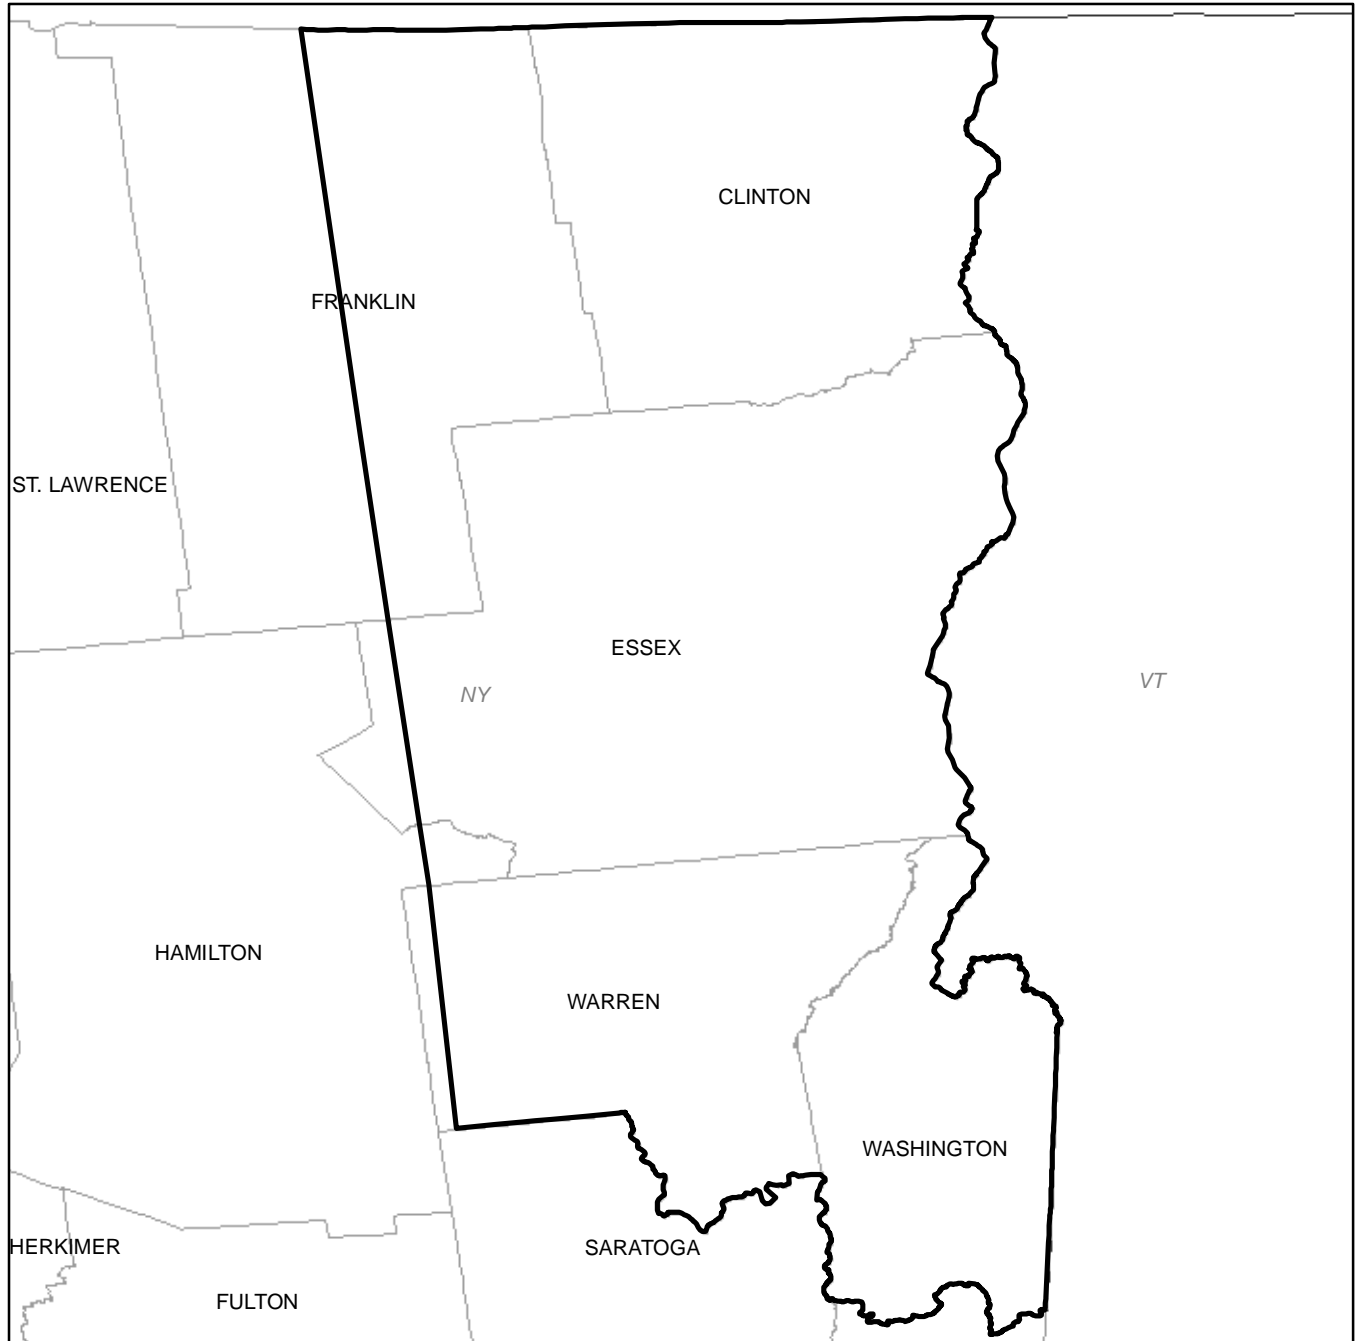 CLINTON
FRANKLIN
ST. LAWRENCE
ESSEX
NY
VT
HAMILTON
WARREN
WASHINGTON
HERKIMER
SARATOGA
FULTON